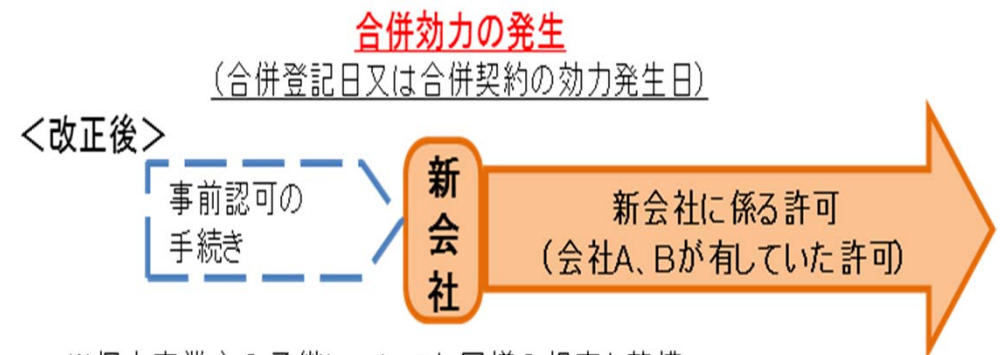 合併効力の発生
(合併登記日又は合併契約の効力発生日)
＜改正後＞
事前認可の
手続き
新会社
新会社に係る許可
(会社A、Bが有していた許可)